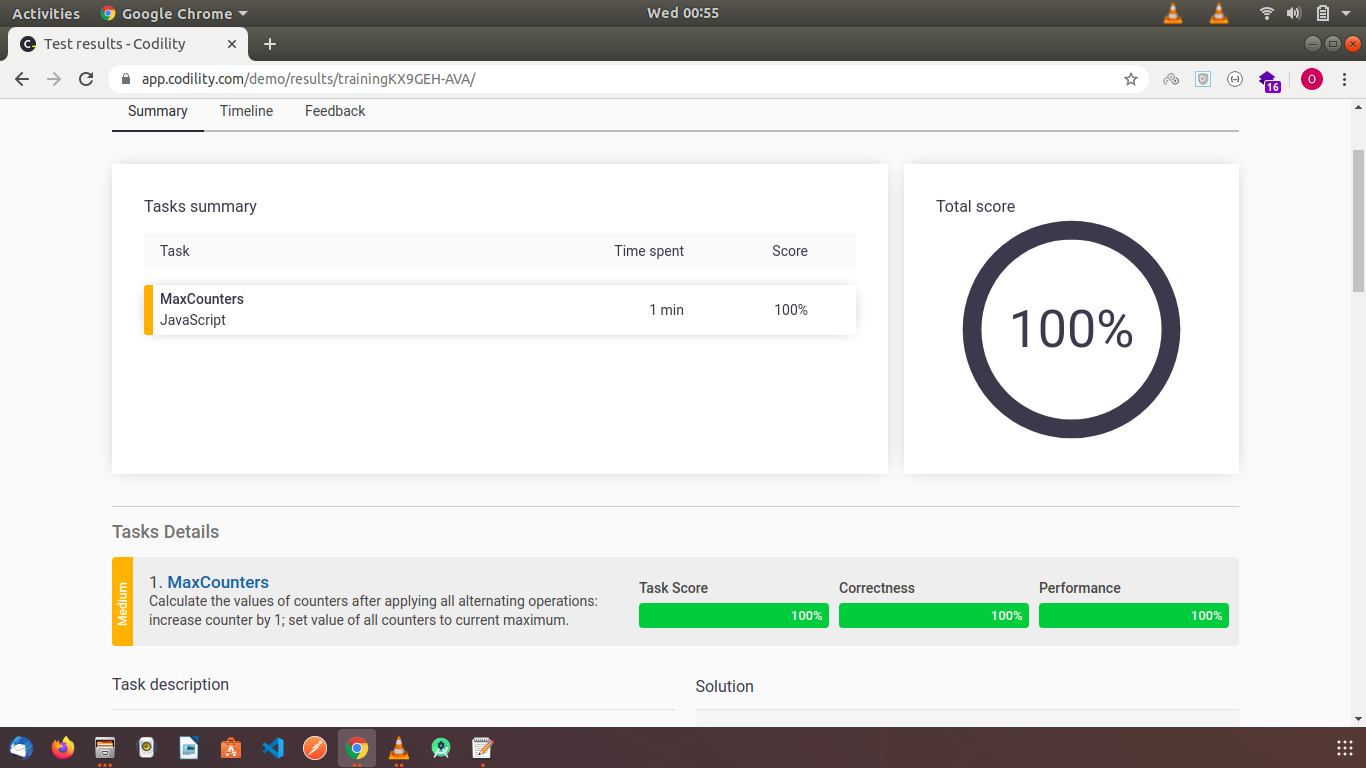 Activities Google Chrome Wed 00:55
Test results - Codility
app.codility.com/demo/results/trainingKX9GEH-AVA/
16
O
Summary Timeline Feedback
Tasks summary
Task Time spent Score
MaxCounters
JavaScript
1 min 100%
Total score
100%
Tasks Details
Medium
1. MaxCounters
Calculate the values of counters after applying all alternating operations:
increase counter by 1; set value of all counters to current maximum.
Task Score Correctness Performance
100% 100% 100%
Task description Solution